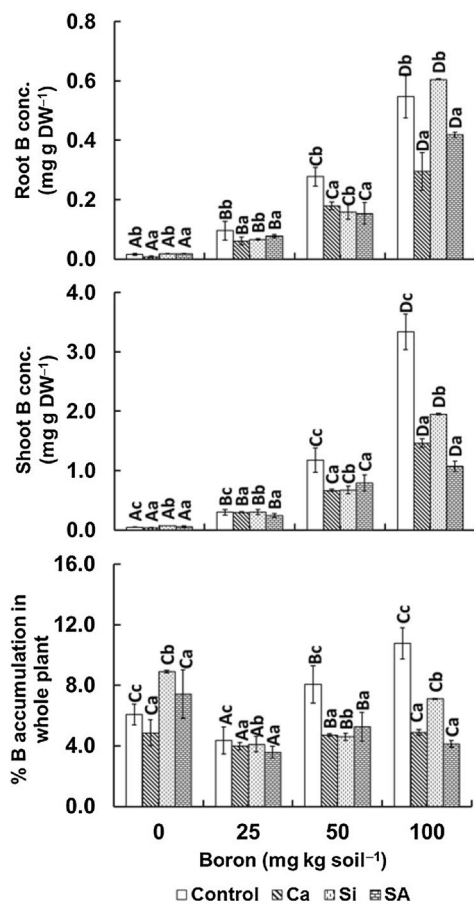 Root B conc.
(mg g DW⁻¹)
0.8
0.6
0.4
0.2
0.0
Ab Aa Ab Aa
Bb Ba Bb Ba
Cb Ca Cb Ca
Db Da Db Da
Shoot B conc.
(mg g DW⁻¹)
4.0
3.0
2.0
1.0
0.0
Ac Aa Ab Aa
Bc Ba Bb Ba
Cc Ca Cb Ca
Dc Da Db Da
% B accumulation in
whole plant
16.0
12.0
8.0
4.0
0.0
Cc Ca Cb Ca
Ac Aa Ab Aa
Bc Ba Bb Ba
Cc Ca Cb Ca
0 25 50 100
Boron (mg kg soil⁻¹)
Control Ca Si SA